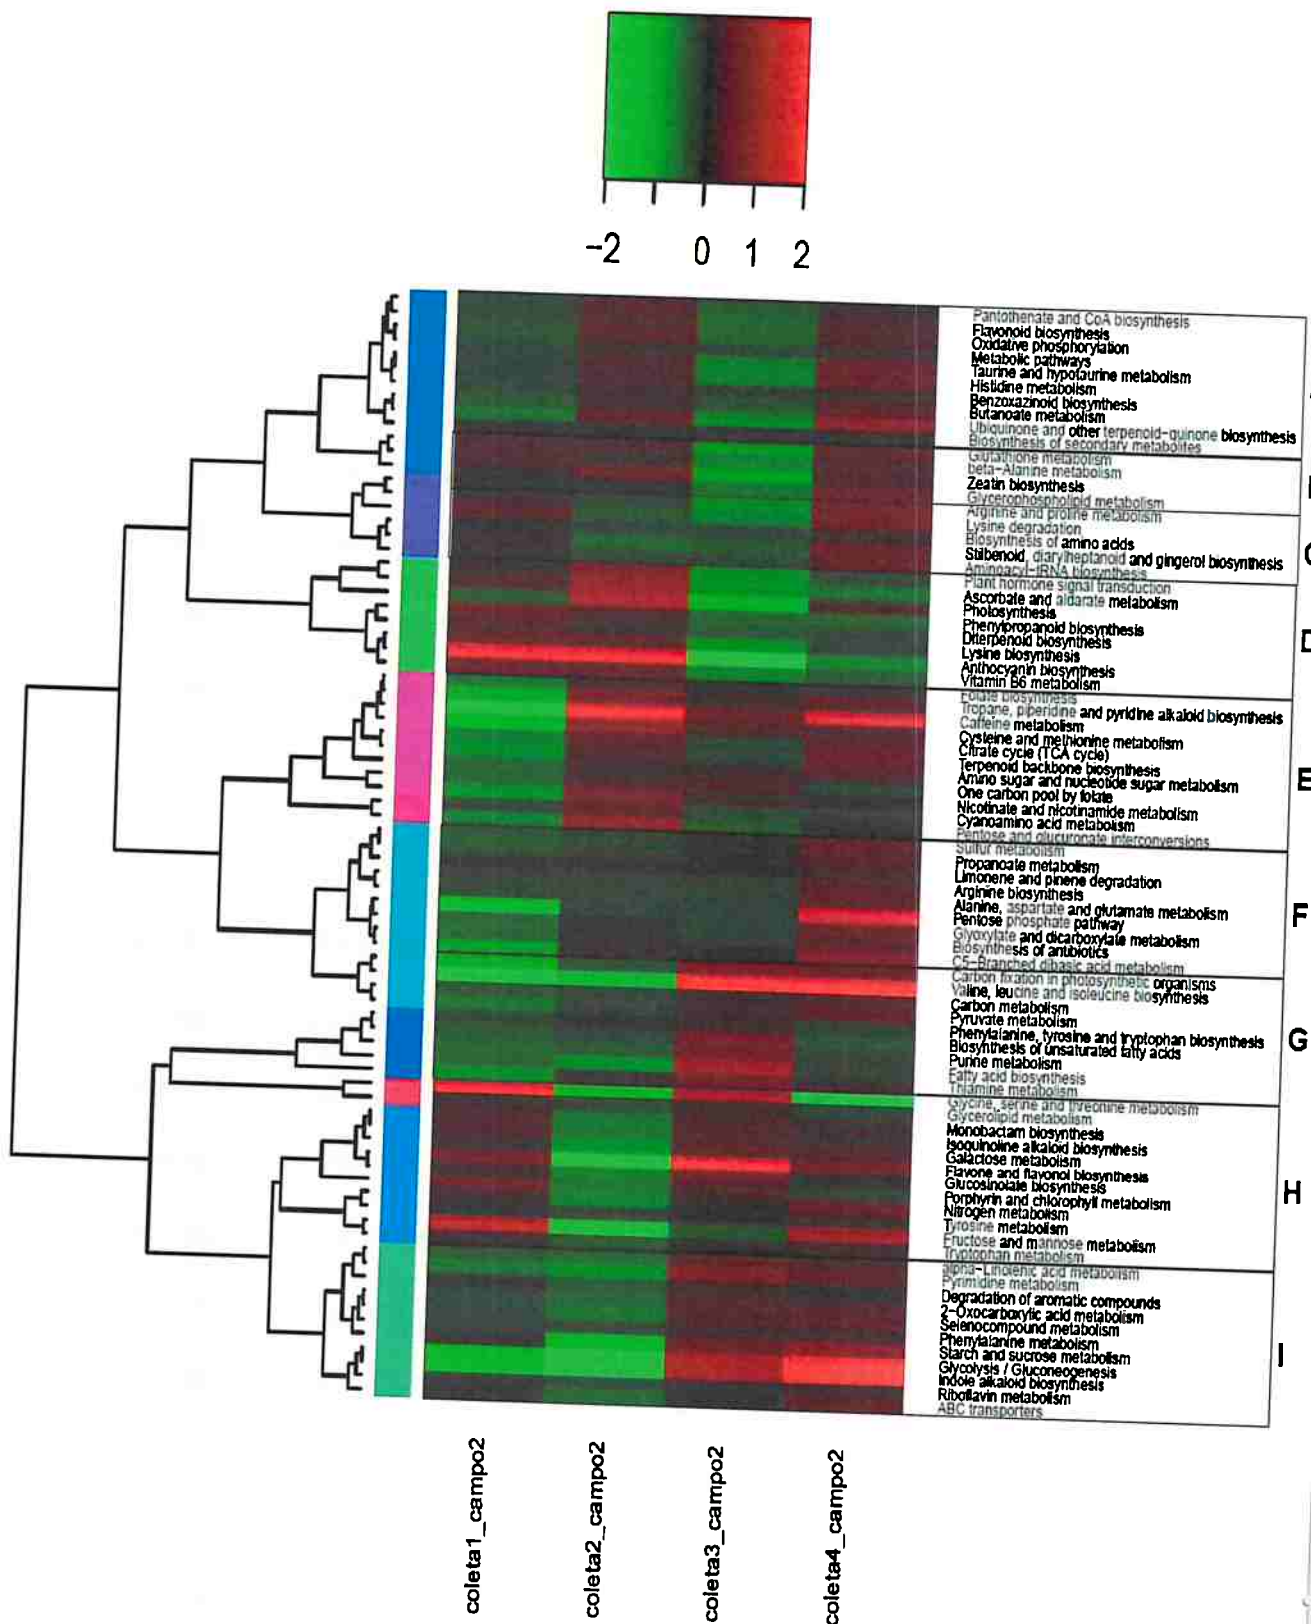 -2 0 1 2
Pantothenate and CoA biosynthesis
Flavonoid biosynthesis
Oxidative phosphorylation
Metabolic pathways
Taurine and hypotaurine metabolism
Histidine metabolism
Benzoxazinoid biosynthesis
Butanoate metabolism
Ubiquinone and other terpenoid-quinone biosynthesis
Biosynthesis of secondary metabolites
Glutathione metabolism
beta-Alanine metabolism
Zeatin biosynthesis
Glycerophospholipid metabolism
Arginine and proline metabolism
Lysine degradation
Biosynthesis of amino acids
Stilbenoid, diarylheptanoid and gingerol biosynthesis
Aminoacyl-tRNA biosynthesis
Plant hormone signal transduction
Ascorbate and aldarate metabolism
Photosynthesis
Phenylpropanoid biosynthesis
Diterpenoid biosynthesis
D
Lysine biosynthesis
Anthocyanin biosynthesis
Vitamin B6 metabolism
Folate biosynthesis
Tropane, piperidine and pyridine alkaloid biosynthesis
Caffeine metabolism
Cysteine and methionine metabolism
Citrate cycle (TCA cycle)
Terpenoid backbone biosynthesis
E
Amino sugar and nucleotide sugar metabolism
One carbon pool by folate
Nicotinate and nicotinamide metabolism
Cyanoamino acid metabolism
Pentose and glucuronate interconversions
Sulfur metabolism
Propanoate metabolism
Limonene and pinene degradation
Arginine biosynthesis
Alanine, aspartate and glutamate metabolism
F
Pentose phosphate pathway
Glyoxylate and dicarboxylate metabolism
Biosynthesis of antibiotics
C5-Branched dibasic acid metabolism
Carbon fixation in photosynthetic organisms
Valine, leucine and isoleucine biosynthesis
Carbon metabolism
Pyruvate metabolism
Phenylalanine, tyrosine and tryptophan biosynthesis
G
Biosynthesis of unsaturated fatty acids
Purine metabolism
Fatty acid biosynthesis
Thiamine metabolism
Glycine, serine and threonine metabolism
Glycerolipid metabolism
Monobactam biosynthesis
Isoquinoline alkaloid biosynthesis
Galactose metabolism
Flavone and flavonol biosynthesis
Glucosinolate biosynthesis
H
Porphyrin and chlorophyll metabolism
Nitrogen metabolism
Tyrosine metabolism
Fructose and mannose metabolism
Tryptophan metabolism
alpha-Linolenic acid metabolism
Pyrimidine metabolism
Degradation of aromatic compounds
2-Oxocarboxylic acid metabolism
Selenocompound metabolism
Phenylalanine metabolism
Starch and sucrose metabolism
I
Glycolysis / Gluconeogenesis
Indole alkaloid biosynthesis
Riboflavin metabolism
ABC transporters
coleta1_campo2
coleta2_campo2
coleta3_campo2
coleta4_campo2